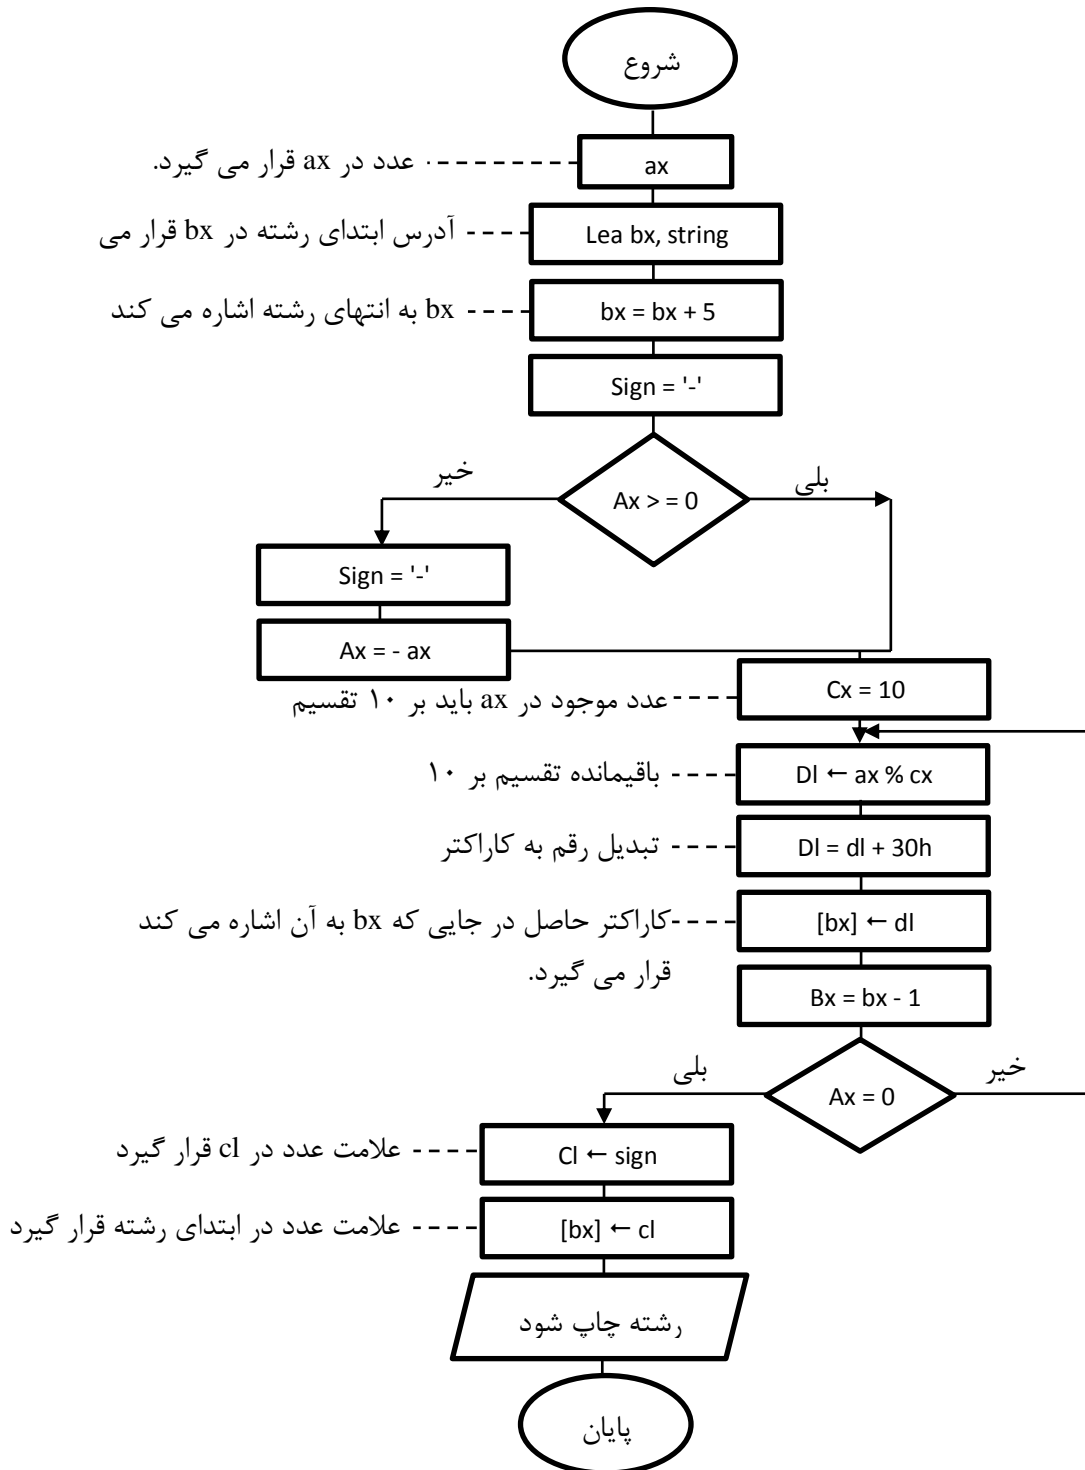 شروع
ax
عدد در ax قرار می گیرد.
Lea bx, string
آدرس ابتدای رشته در bx قرار می
bx = bx + 5
bx به انتهای رشته اشاره می کند
Sign = '-'
Ax > = 0
خیر
بلی
Sign = '-'
Ax = - ax
Cx = 10
عدد موجود در ax باید بر ۱۰ تقسیم
Dl ← ax % cx
باقیمانده تقسیم بر ۱۰
Dl = dl + 30h
تبدیل رقم به کاراکتر
[bx] ← dl
کاراکتر حاصل در جایی که bx به آن اشاره می کند
قرار می گیرد.
Bx = bx - 1
Ax = 0
بلی
خیر
Cl ← sign
علامت عدد در cl قرار گیرد
[bx] ← cl
علامت عدد در ابتدای رشته قرار گیرد
رشته چاپ شود
پایان